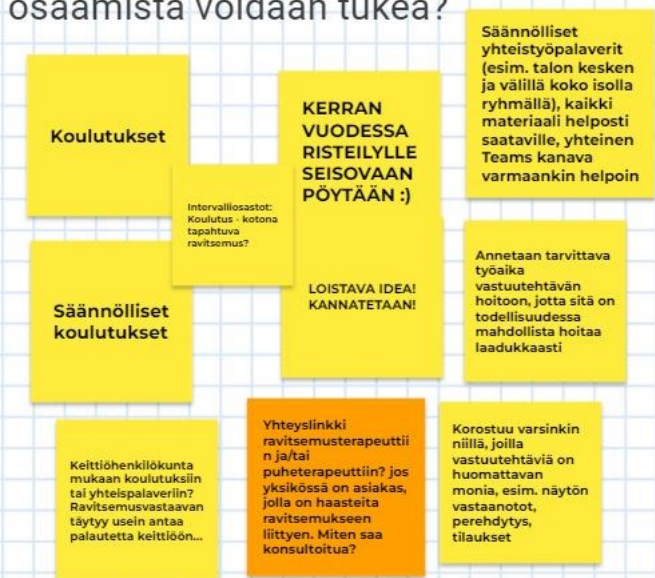 osaamista voidaan tukea?
Koulutukset
Intervalliosastot:
Koulutus - kotona
tapahtuva
ravitsemus?
KERRAN
VUODESSA
RISTEILYLLE
SEISOVAAN
PÖYTÄÄN :)
Säännölliset
yhteistyöpalaverit
(esim. talon kesken
ja välillä koko isolla
ryhmällä), kaikki
materiaali helposti
saataville, yhteinen
Teams kanava
varmaankin helpoin
Säännölliset
koulutukset
LOISTAVA IDEA!
KANNATETAAN!
Annetaan tarvittava
työaika
vastuutehtävän
hoitoon, jotta sitä on
todellisuudessa
mahdollista hoitaa
laadukkaasti
Keittiöhenkilökunta
mukaan koulutuksiin
tai yhteispalaveriin?
Ravitsemusvastaavan
täytyy usein antaa
palautetta keittiöön...
Yhteyslinkki
ravitsemusterapeuttii
n ja/tai
puheterapeuttiin? jos
yksikössä on asiakas,
jolla on haasteita
ravitsemukseen
liittyen. Miten saa
konsultoitua?
Korostuu varsinkin
niillä, joilla
vastuutehtäviä on
huomattavan
monia, esim. näytön
vastaanotot,
perehdytys,
tilaukset